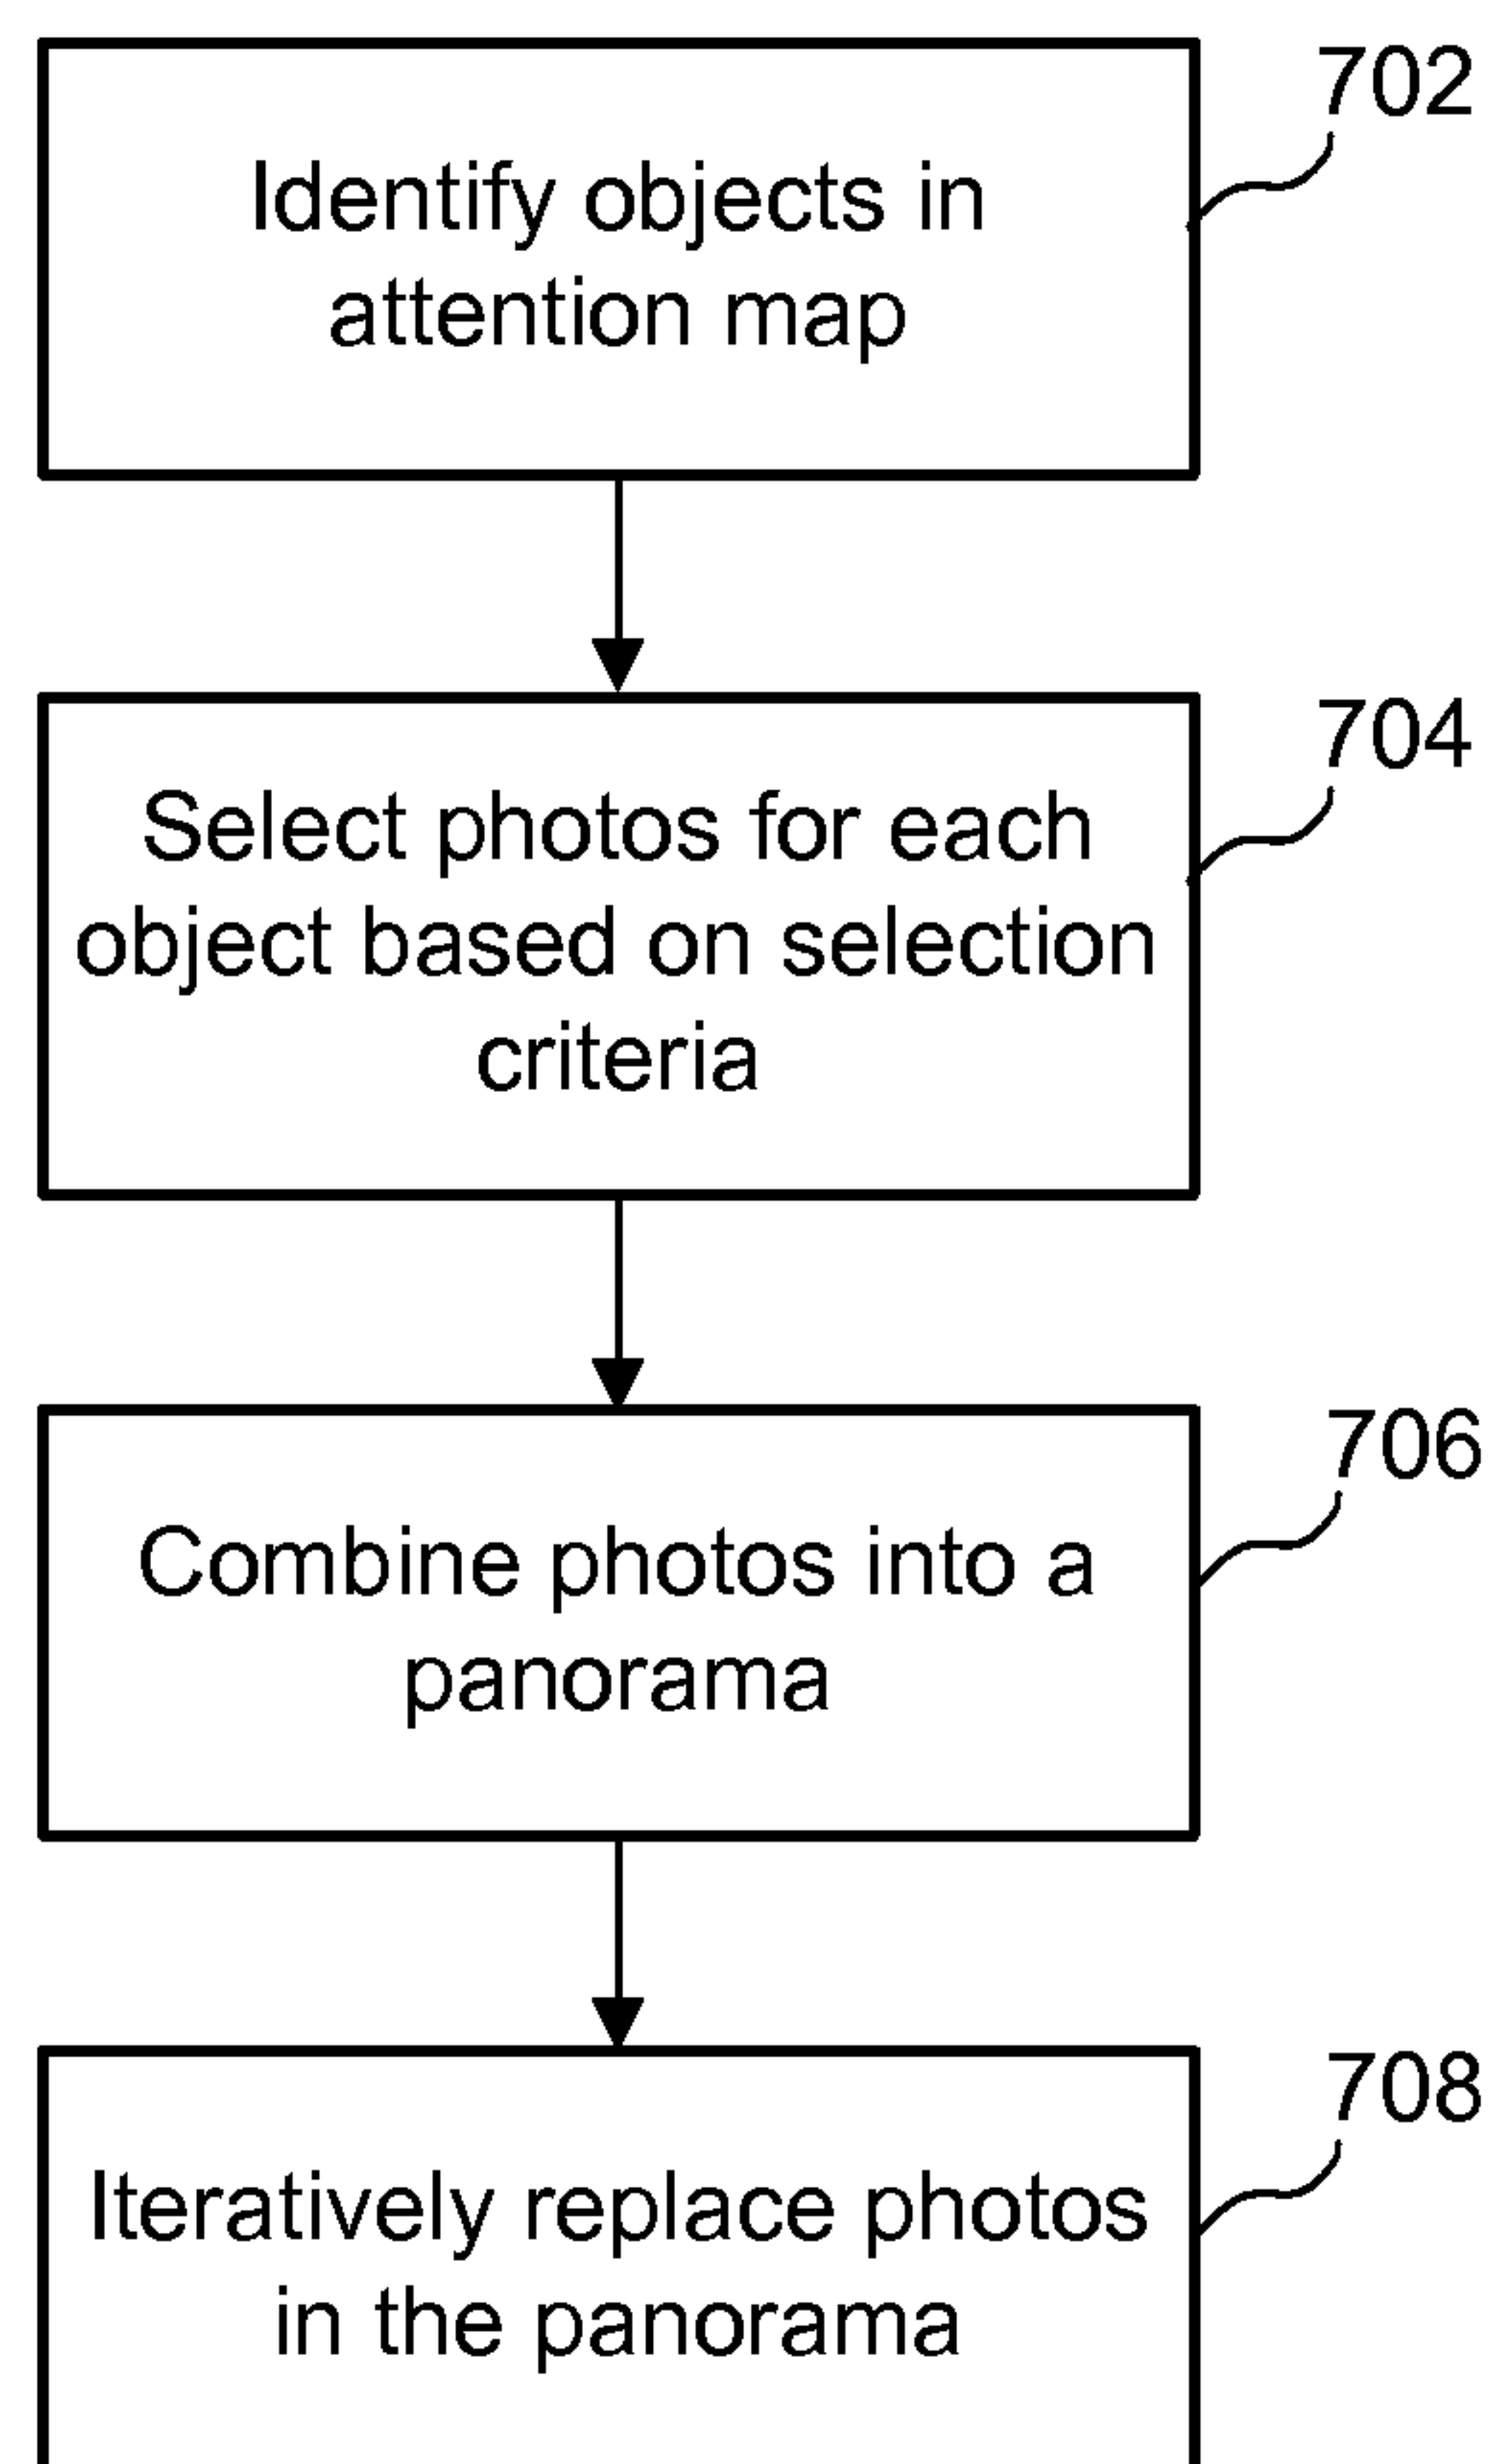 702
Identify objects in
attention map
704
Select photos for each
object based on selection
criteria
706
Combine photos into a
panorama
708
Iteratively replace photos
in the panorama